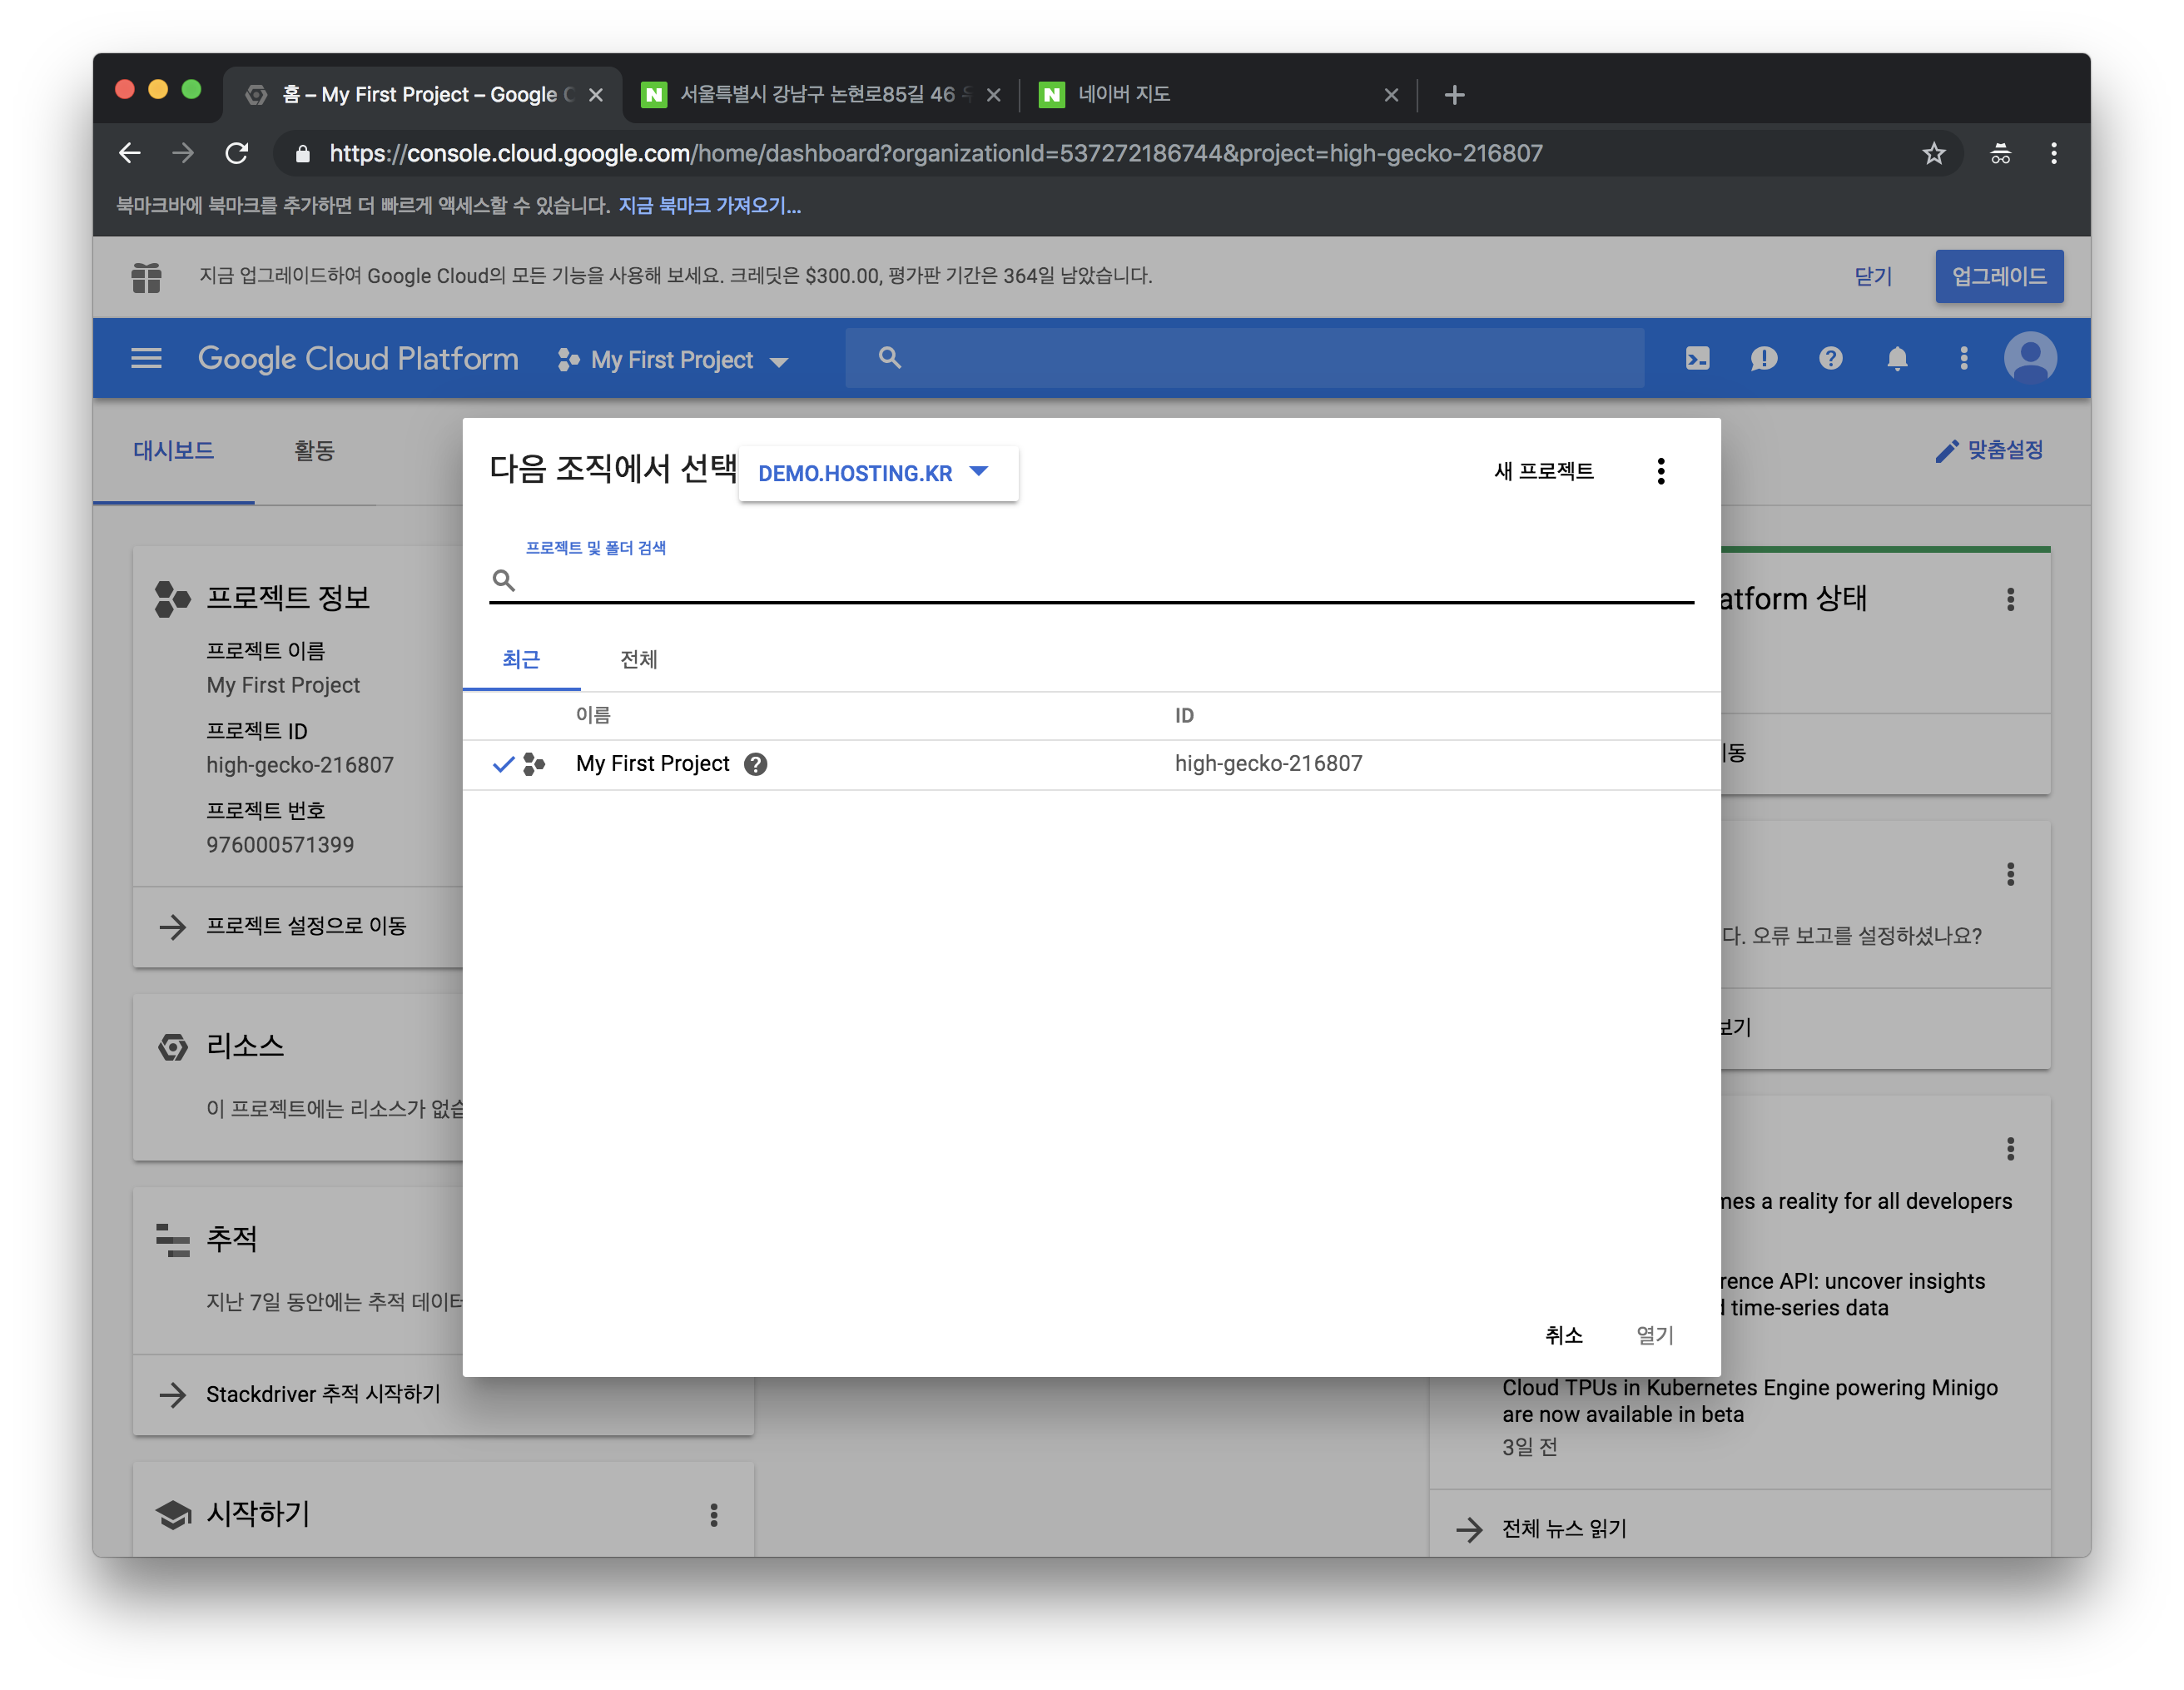 홈 – My First Project – Google C
서울특별시 강남구 논현로85길 46
네이버 지도
https://console.cloud.google.com/home/dashboard?organizationId=537272186744&project=high-gecko-216807
북마크바에 북마크를 추가하면 더 빠르게 액세스할 수 있습니다. 지금 북마크 가져오기...
지금 업그레이드하여 Google Cloud의 모든 기능을 사용해 보세요. 크레딧은 $300.00, 평가판 기간은 364일 남았습니다.
닫기
업그레이드
Google Cloud Platform
My First Project
대시보드
활동
맞춤설정
다음 조직에서 선택
DEMO.HOSTING.KR
새 프로젝트
프로젝트 및 폴더 검색
최근
전체
이름
ID
My First Project
high-gecko-216807
취소
열기
프로젝트 정보
프로젝트 이름
My First Project
프로젝트 ID
high-gecko-216807
프로젝트 번호
976000571399
프로젝트 설정으로 이동
리소스
이 프로젝트에는 리소스가 없습
추적
지난 7일 동안에는 추적 데이터
Stackdriver 추적 시작하기
시작하기
atform 상태
이동
다. 오류 보고를 설정하셨나요?
보기
mes a reality for all developers
rence API: uncover insights
d time-series data
Cloud TPUs in Kubernetes Engine powering Minigo
are now available in beta
3일 전
전체 뉴스 읽기